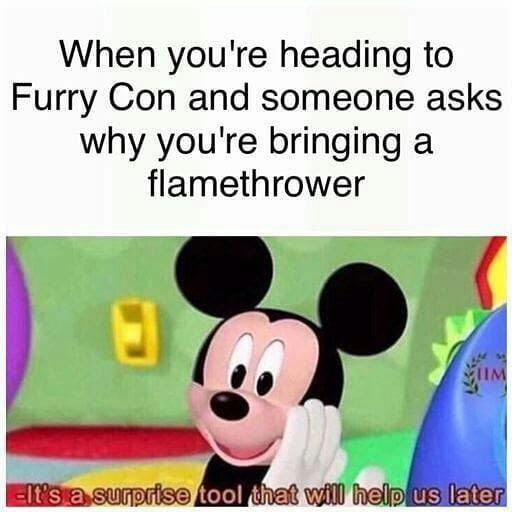 When you're heading to
Furry Con and someone asks
why you're bringing a
flamethrower
IIM
-It's a surprise tool that will help us later